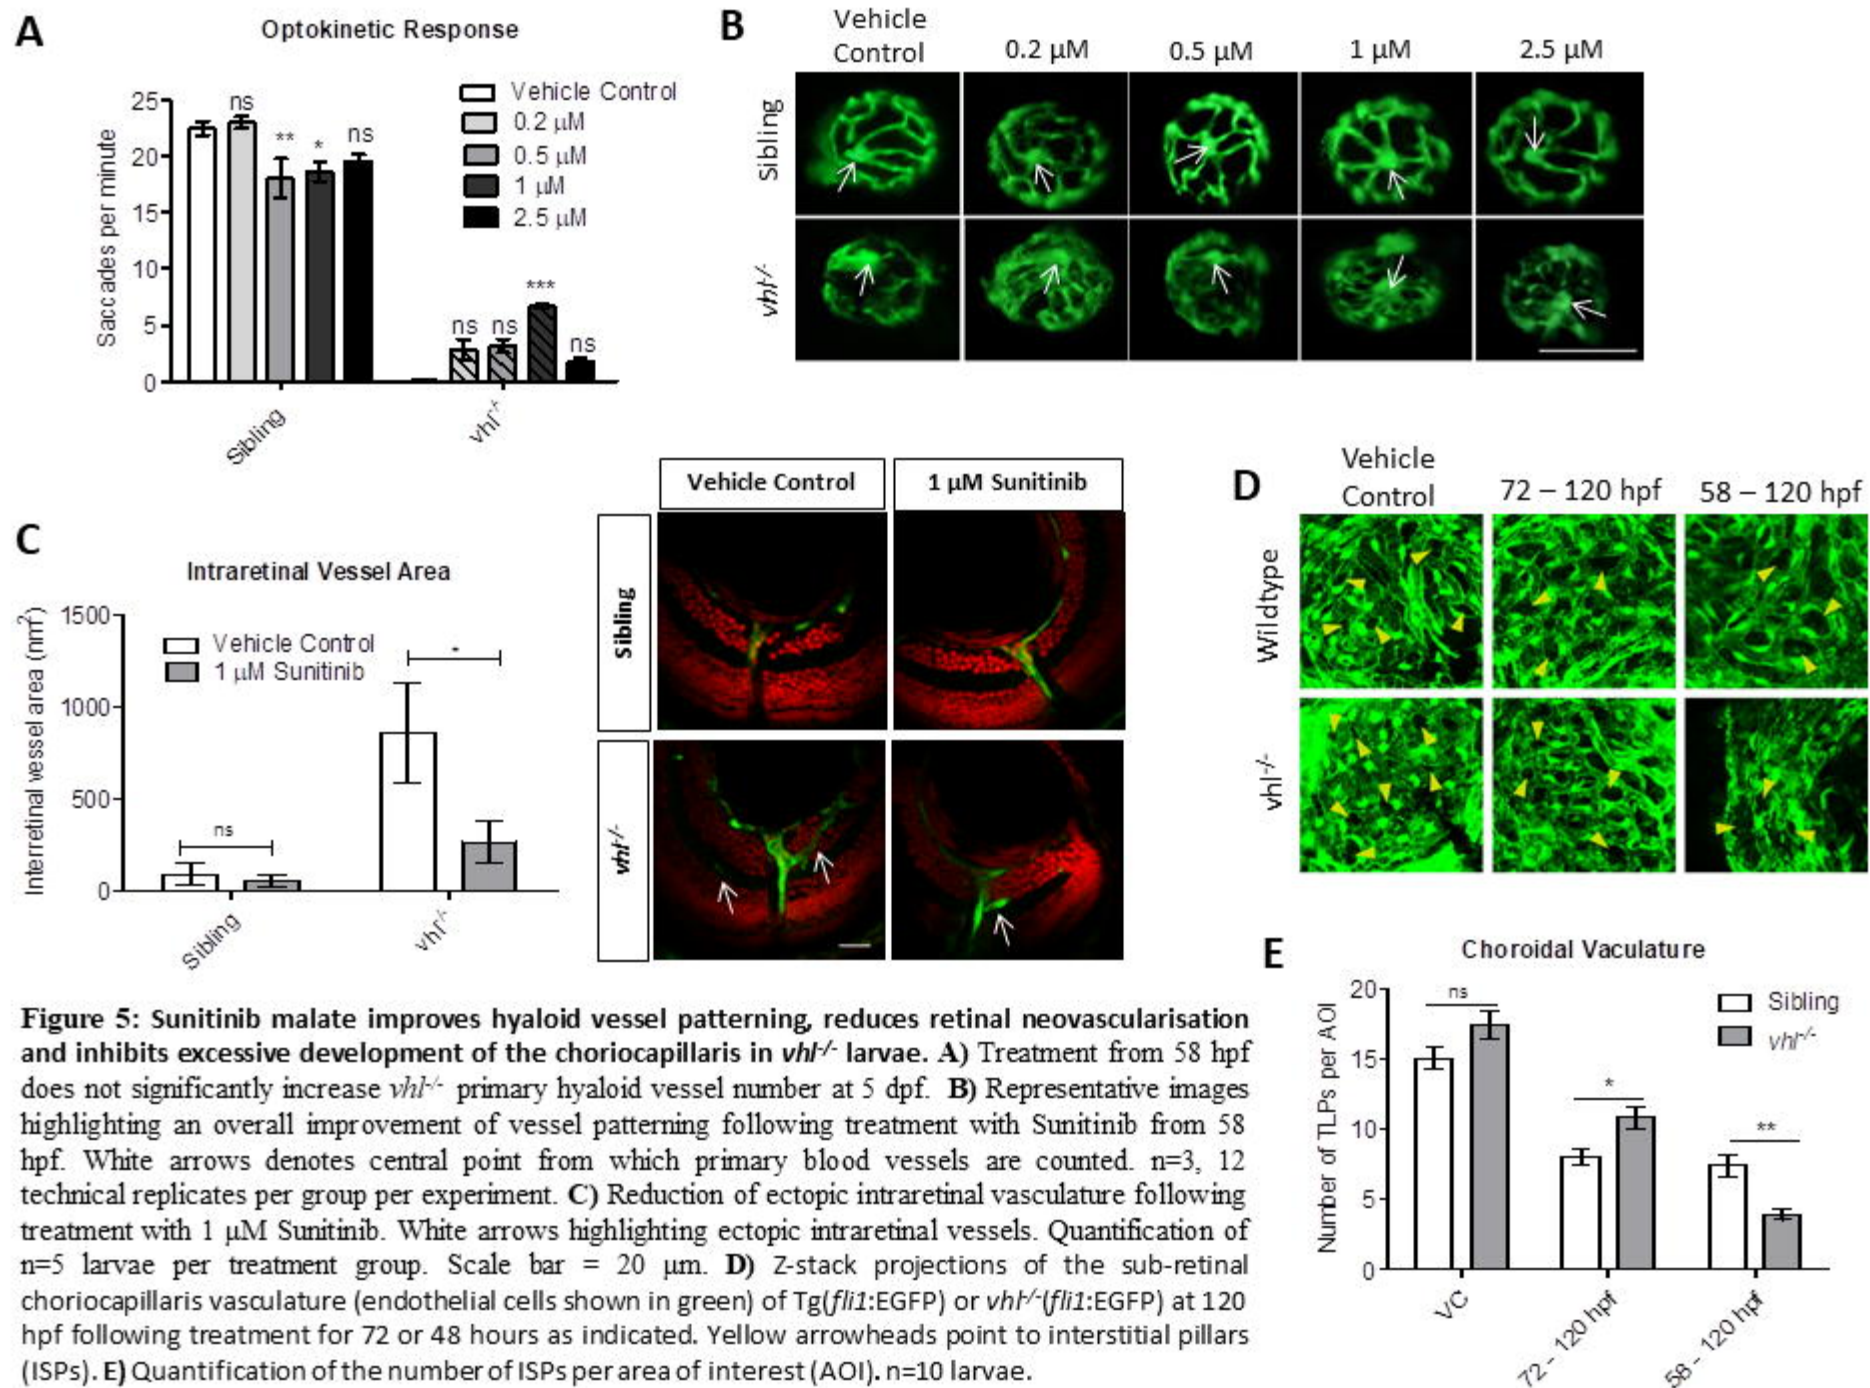 A
Optokinetic Response
Saccades per minute
25
20
15
10
5
0
ns
**
*
ns
ns
ns
***
ns
Vehicle Control
0.2 µM
0.5 µM
1 µM
2.5 µM
Sibling
vhl-/-
B
Vehicle
Control
0.2 µM
0.5 µM
1 µM
2.5 µM
Sibling
vhl-/-
C
Intraretinal Vessel Area
Interretinal vessel area (nm²)
1500
1000
500
0
Vehicle Control
1 µM Sunitinib
ns
*
Sibling
vhl-/-
Vehicle Control
1 µM Sunitinib
Sibling
vhl-/-
D
Vehicle
Control
72 – 120 hpf
58 – 120 hpf
Wildtype
vhl-/-
E
Choroidal Vaculature
Number of TLPs per AOI
20
15
10
5
0
ns
*
**
Sibling
vhl-/-
VC
72 - 120 hpf
58 - 120 hpf
Figure 5: Sunitinib malate improves hyaloid vessel patterning, reduces retinal neovascularisation
and inhibits excessive development of the choriocapillaris in vhl-/- larvae. A) Treatment from 58 hpf
does not significantly increase vhl-/- primary hyaloid vessel number at 5 dpf. B) Representative images
highlighting an overall improvement of vessel patterning following treatment with Sunitinib from 58
hpf. White arrows denotes central point from which primary blood vessels are counted. n=3, 12
technical replicates per group per experiment. C) Reduction of ectopic intraretinal vasculature following
treatment with 1 µM Sunitinib. White arrows highlighting ectopic intraretinal vessels. Quantification of
n=5 larvae per treatment group. Scale bar = 20 µm. D) Z-stack projections of the sub-retinal
choriocapillaris vasculature (endothelial cells shown in green) of Tg(fli1:EGFP) or vhl-/-(fli1:EGFP) at 120
hpf following treatment for 72 or 48 hours as indicated. Yellow arrowheads point to interstitial pillars
(ISPs). E) Quantification of the number of ISPs per area of interest (AOI). n=10 larvae.